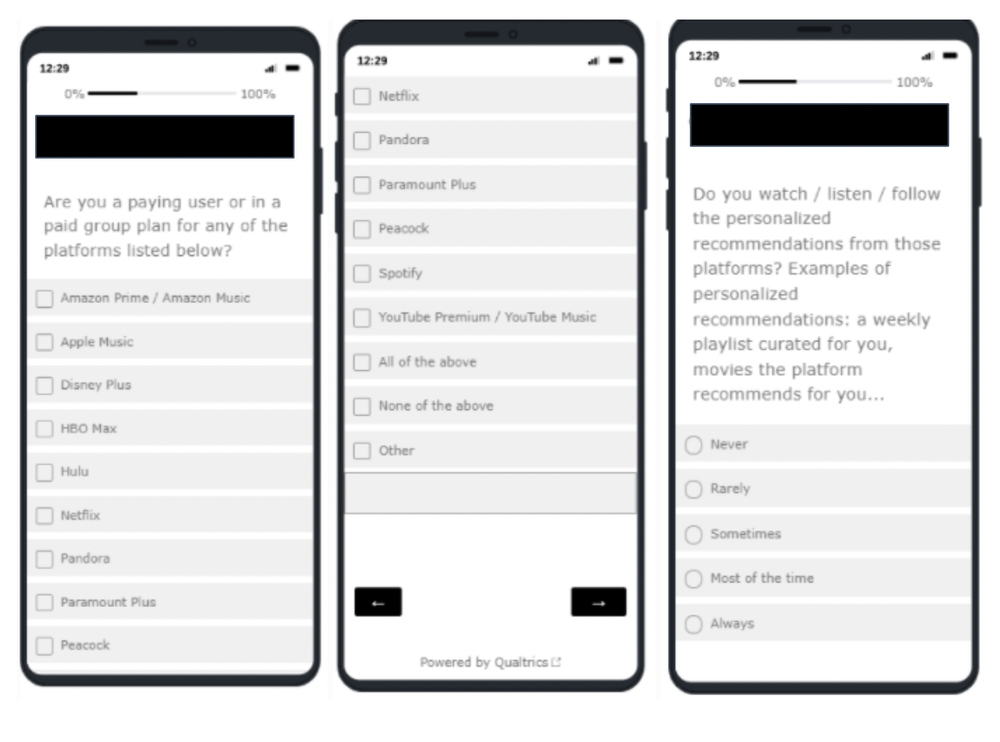 12:29
0% 100%
Are you a paying user or in a
paid group plan for any of the
platforms listed below?
Amazon Prime / Amazon Music
Apple Music
Disney Plus
HBO Max
Hulu
Netflix
Pandora
Paramount Plus
Peacock
12:29
Netflix
Pandora
Paramount Plus
Peacock
Spotify
YouTube Premium / YouTube Music
All of the above
None of the above
Other
←
→
Powered by Qualtrics
12:29
0% 100%
Do you watch / listen / follow
the personalized
recommendations from those
platforms? Examples of
personalized
recommendations: a weekly
playlist curated for you,
movies the platform
recommends for you...
Never
Rarely
Sometimes
Most of the time
Always